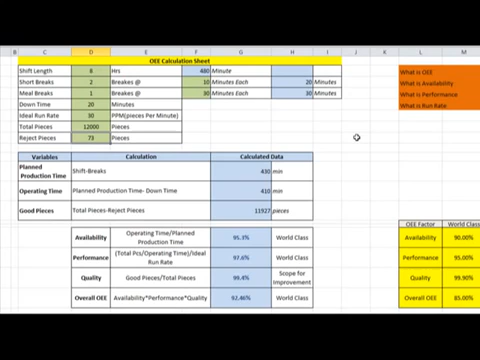 B C D E F G H I J K L M
OEE Calculation Sheet
Shift Length 8 Hrs 480 Minute
Short Breaks 2 Breakes @ 10 Minutes Each 20 Minutes
Meal Breaks 1 Breakes @ 30 Minutes Each 30 Minutes
Down Time 20 Minutes
Ideal Run Rate 30 PPM(pieces Per Minute)
Total Pieces 12000 Pieces
Reject Pieces 73 Pieces
What is OEE
What is Availability
What is Performance
What is Run Rate
Variables Calculation Calculated Data
Planned Production Time Shift-Breaks 430 min
Operating Time Planned Production Time- Down Time 410 min
Good Pieces Total Pieces-Reject Pieces 11927 pieces
Availability Operating Time/Planned Production Time 95.3% World Class
Performance (Total Pcs/Operating Time)/Ideal Run Rate 97.6% World Class
Quality Good Pieces/Total Pieces 99.4% Scope for Improvement
Overall OEE Availability*Performance*Quality 92.46% World Class
OEE Factor World Class
Availability 90.00%
Performance 95.00%
Quality 99.90%
Overall OEE 85.00%